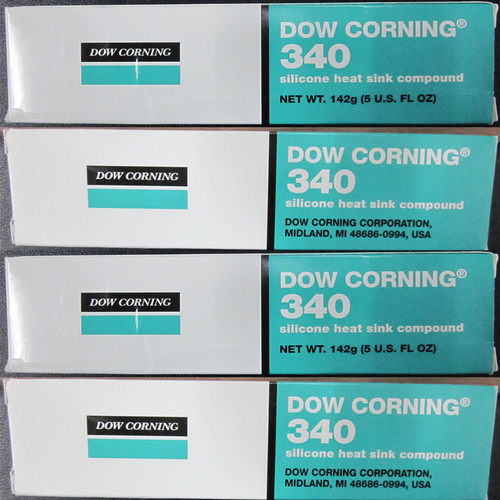 DOW CORNING
DOW CORNING®
340
silicone heat sink compound
NET WT. 142g (5 U.S. FL OZ)
DOW CORNING
DOW CORNING®
340
silicone heat sink compound
DOW CORNING CORPORATION,
MIDLAND, MI 48686-0994, USA
DOW CORNING
DOW CORNING®
340
silicone heat sink compound
NET WT. 142g (5 U.S. FL OZ)
DOW CORNING
DOW CORNING®
340
silicone heat sink compound
DOW CORNING CORPORATION,
MIDLAND, MI 48686-0994, USA